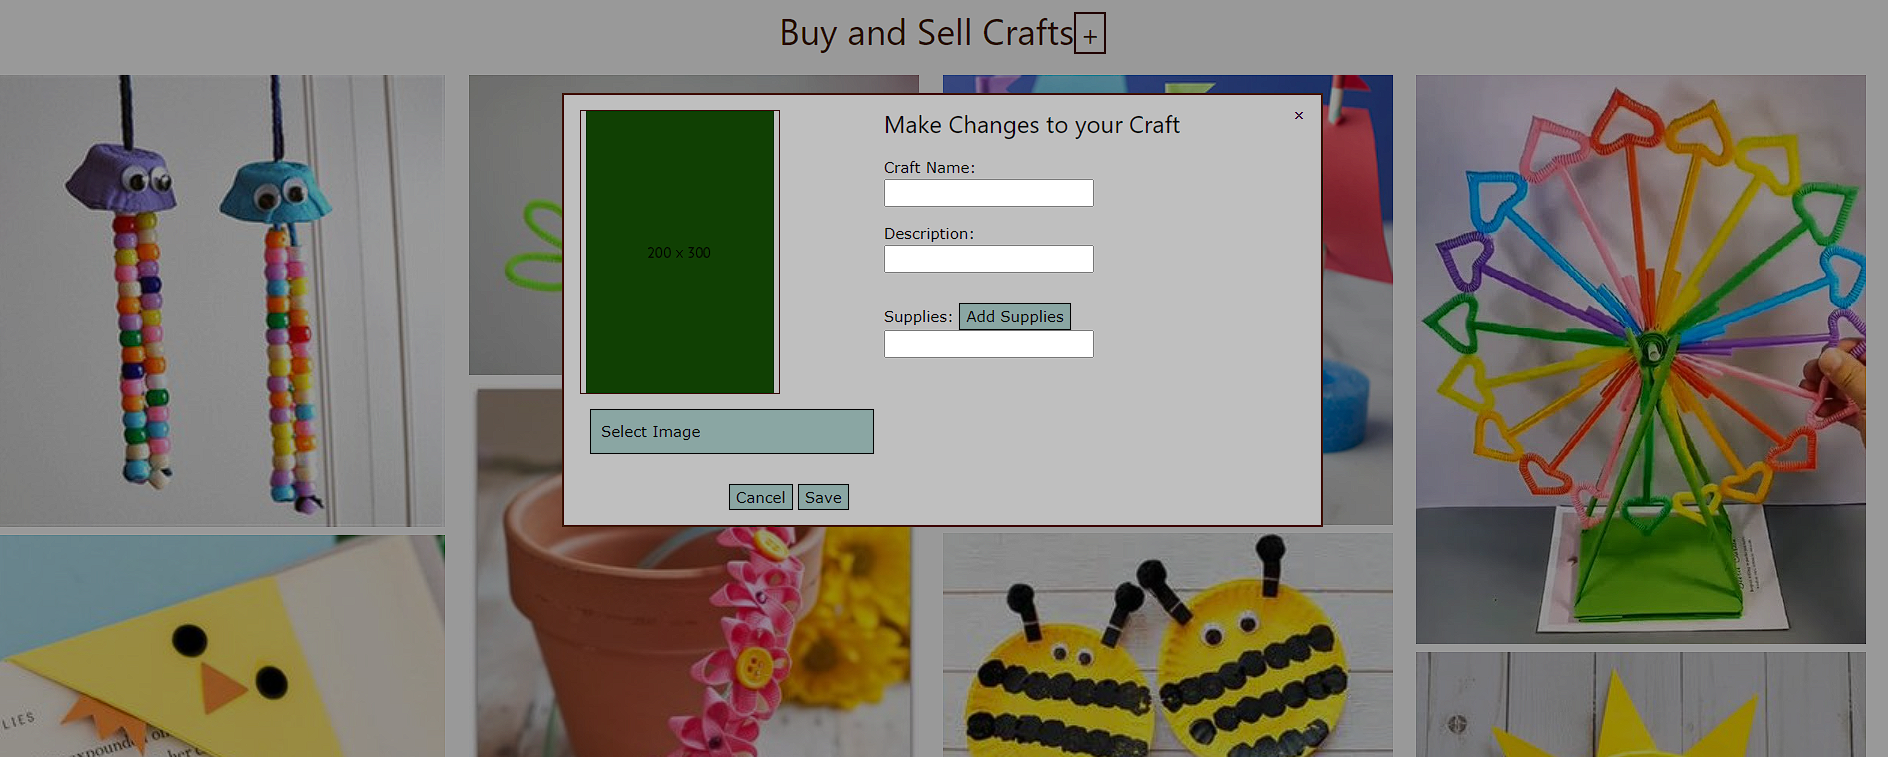 Buy and Sell Crafts +
×
Make Changes to your Craft
Craft Name:
Description:
200 x 300
Supplies: Add Supplies
Select Image
Cancel Save
LIES